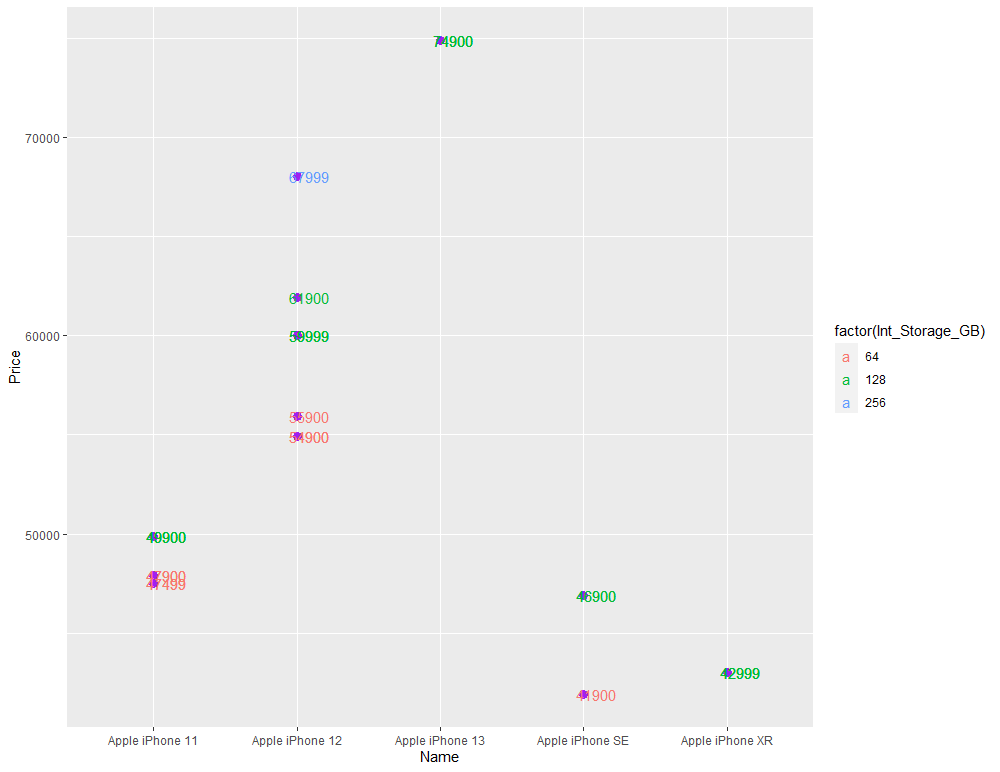 74900
70000
67999
61900
60000
59999
Price
55900
54900
50000
49900
47900
47499
46900
42999
41900
Apple iPhone 11 Apple iPhone 12 Apple iPhone 13 Apple iPhone SE Apple iPhone XR
Name
factor(Int_Storage_GB)
a 64
a 128
a 256